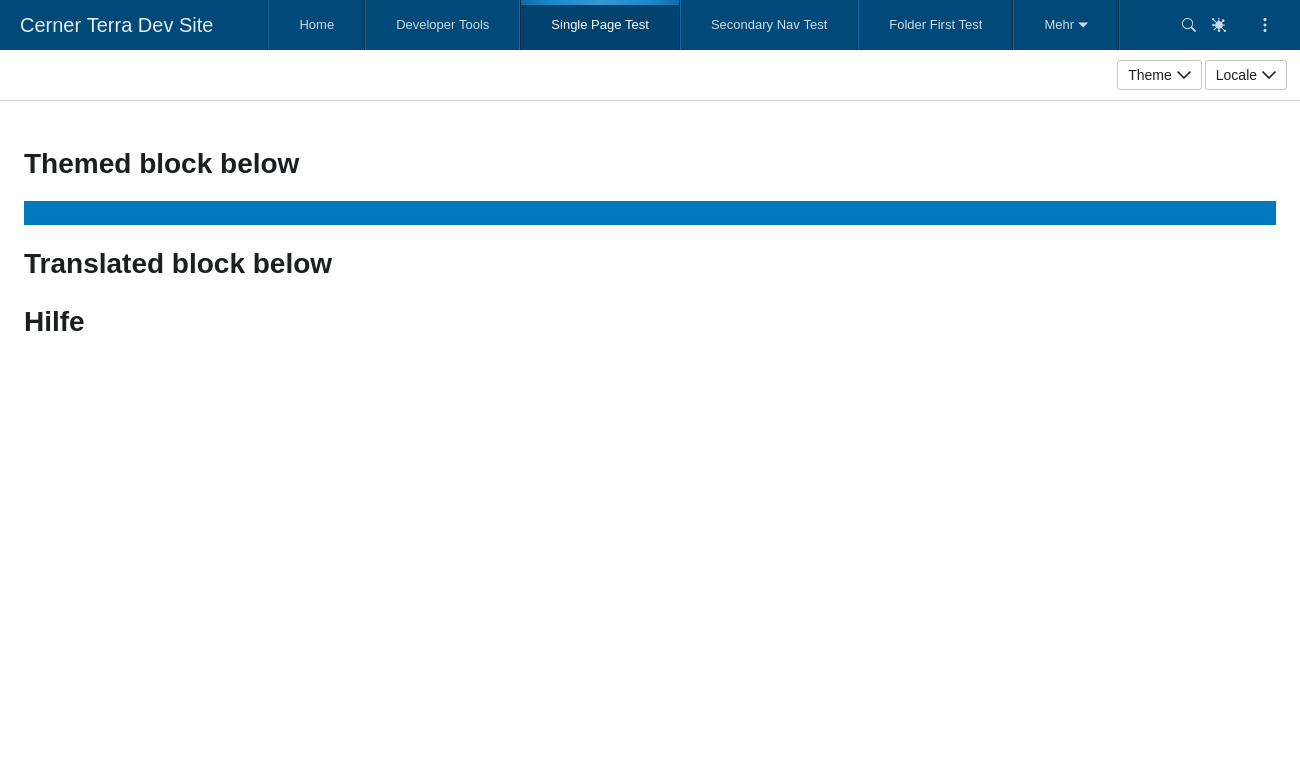 Cerner Terra Dev Site
Home
Developer Tools
Single Page Test
Secondary Nav Test
Folder First Test
Mehr
Theme
Locale
Themed block below
Translated block below
Hilfe